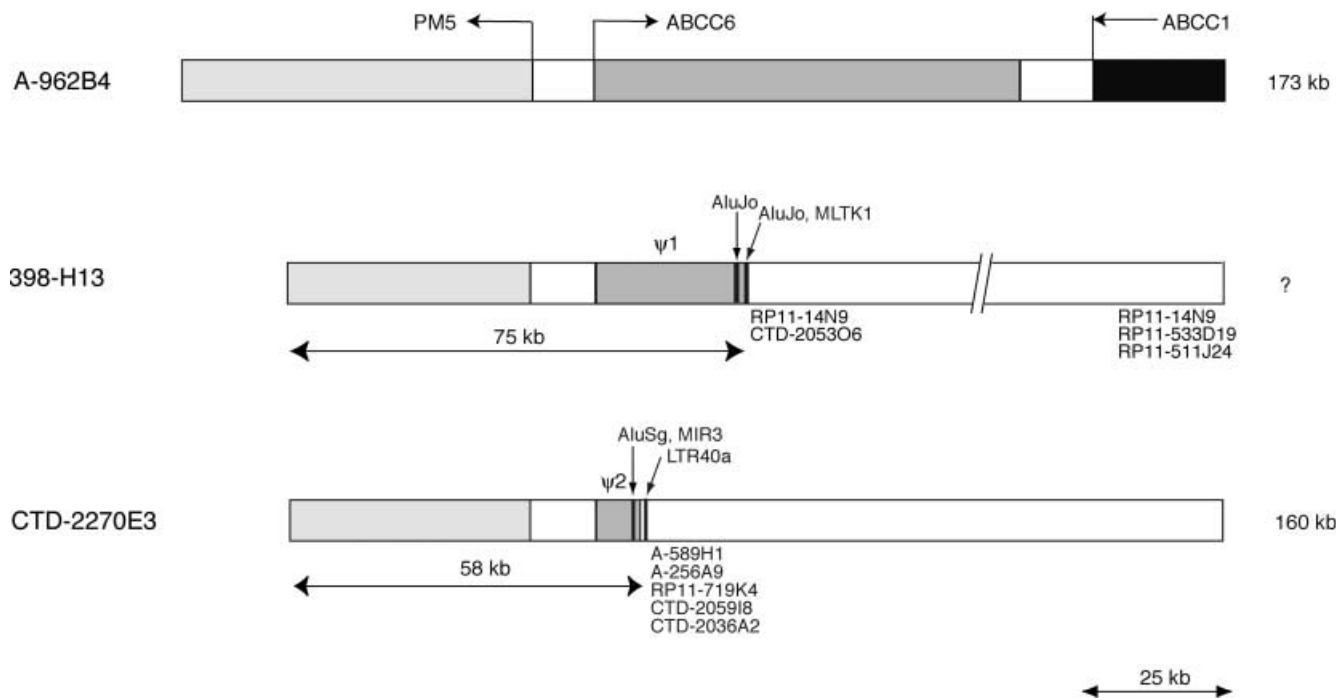 PM5
ABCC6
ABCC1
A-962B4
173 kb
AluJo
AluJo, MLTK1
ψ1
398-H13
?
RP11-14N9
CTD-2053O6
RP11-14N9
RP11-533D19
RP11-511J24
75 kb
AluSg, MIR3
LTR40a
ψ2
CTD-2270E3
160 kb
A-589H1
A-256A9
RP11-719K4
CTD-2059I8
CTD-2036A2
58 kb
25 kb